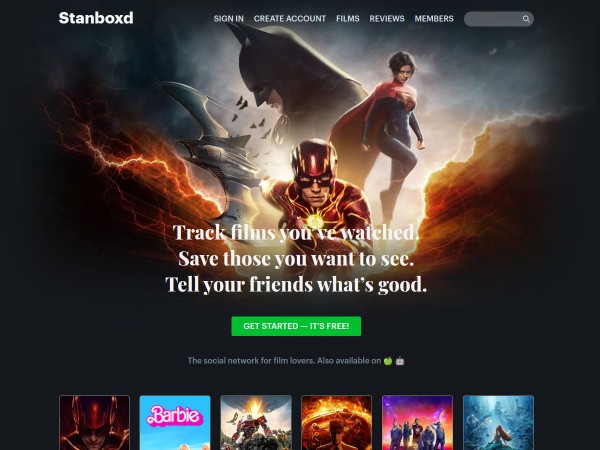 Stanboxd
SIGN IN CREATE ACCOUNT FILMS REVIEWS MEMBERS
Track films you've watched.
Save those you want to see.
Tell your friends what's good.
GET STARTED — IT'S FREE!
The social network for film lovers. Also available on
Barbie